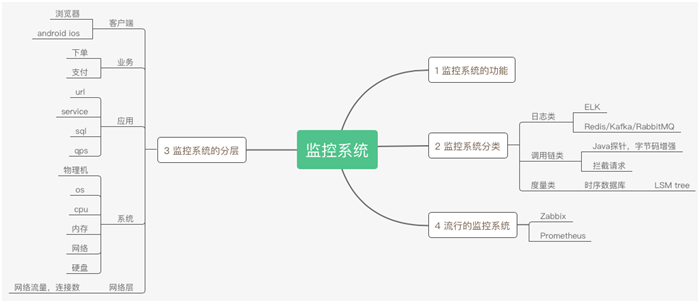 监控系统
1 监控系统的功能
2 监控系统分类
日志类
ELK
Redis/Kafka/RabbitMQ
调用链类
Java探针，字节码增强
拦截请求
度量类
时序数据库
LSM tree
3 监控系统的分层
客户端
浏览器
android ios
业务
下单
支付
应用
url
service
sql
qps
系统
物理机
os
cpu
内存
网络
硬盘
网络层
网络流量，连接数
4 流行的监控系统
Zabbix
Prometheus